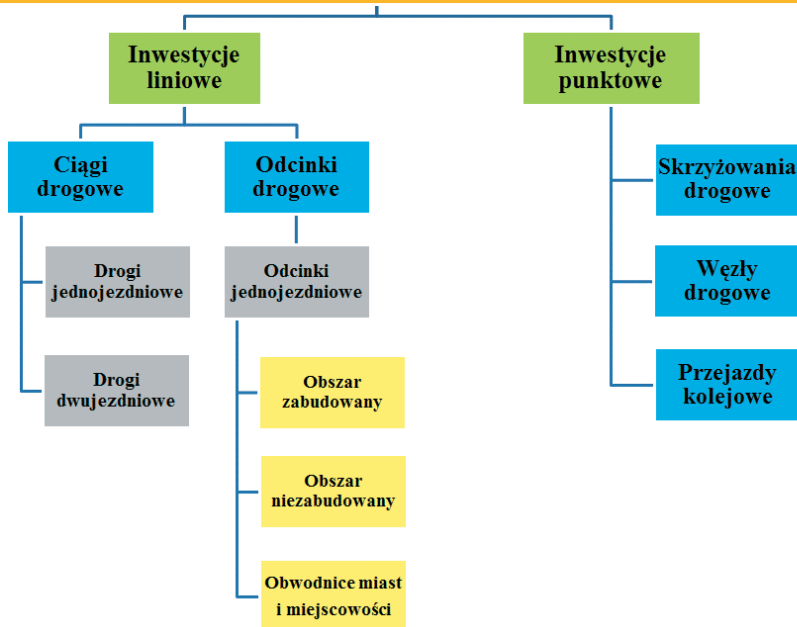 Inwestycje
liniowe
Inwestycje
punktowe
Ciągi
drogowe
Odcinki
drogowe
Skrzyżowania
drogowe
Drogi
jednojezdniowe
Odcinki
jednojezdniowe
Węzły
drogowe
Drogi
dwujezdniowe
Obszar
zabudowany
Przejazdy
kolejowe
Obszar
niezabudowany
Obwodnice miast
i miejscowości